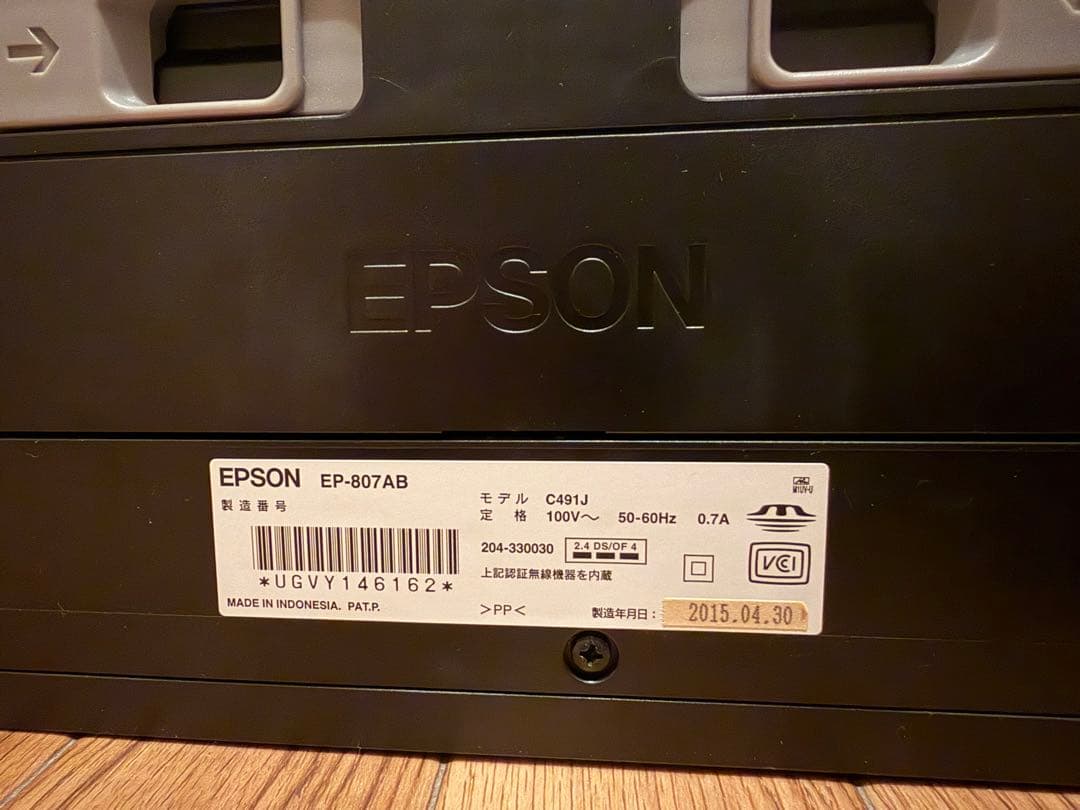 EPSON
EPSON EP-807AB
製造番号
*UGVY146162*
MADE IN INDONESIA. PAT.P.
モデル C491J
定格 100V～ 50-60Hz 0.7A
204-330030 2.4 DS/OF 4
上記認証無線機器を内蔵
>PP<
製造年月日： 2015.04.30
M1UV-U
VCI